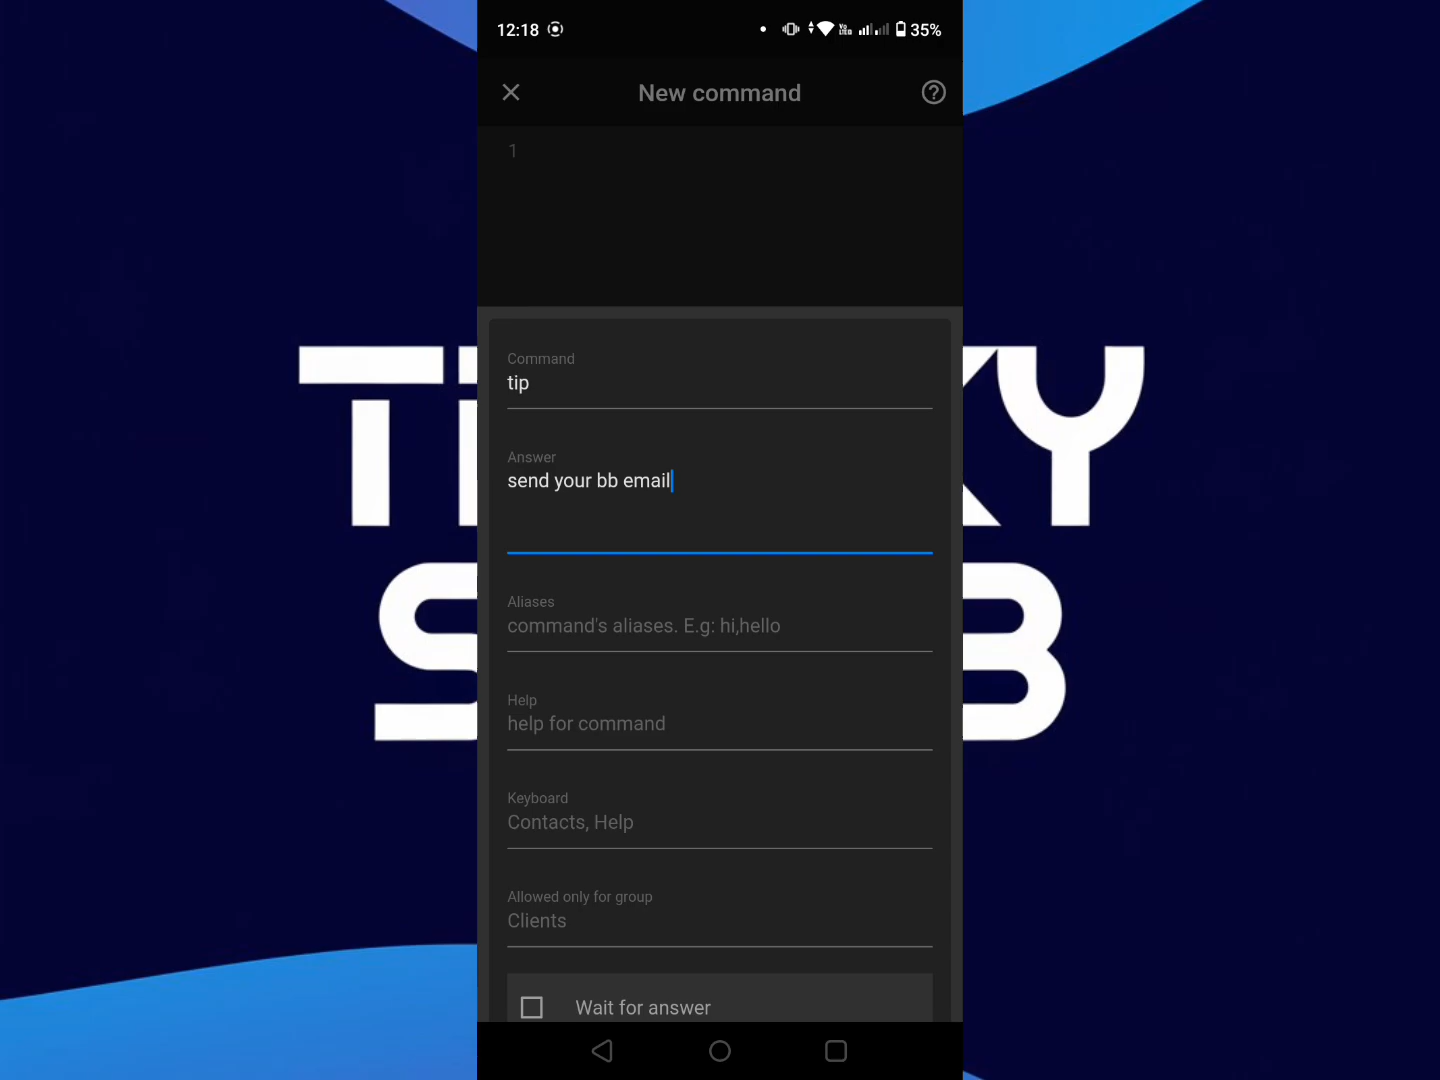 12:18
35%
New command
1
Command
tip
Answer
send your bb email
Aliases
command's aliases. E.g: hi,hello
Help
help for command
Keyboard
Contacts, Help
Allowed only for group
Clients
Wait for answer